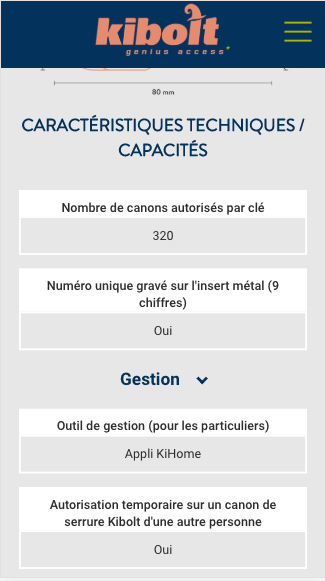 kibolt
genius access
80 mm
CARACTÉRISTIQUES TECHNIQUES /
CAPACITÉS
Nombre de canons autorisés par clé
320
Numéro unique gravé sur l'insert métal (9
chiffres)
Oui
Gestion
Outil de gestion (pour les particuliers)
Appli KiHome
Autorisation temporaire sur un canon de
serrure Kibolt d'une autre personne
Oui